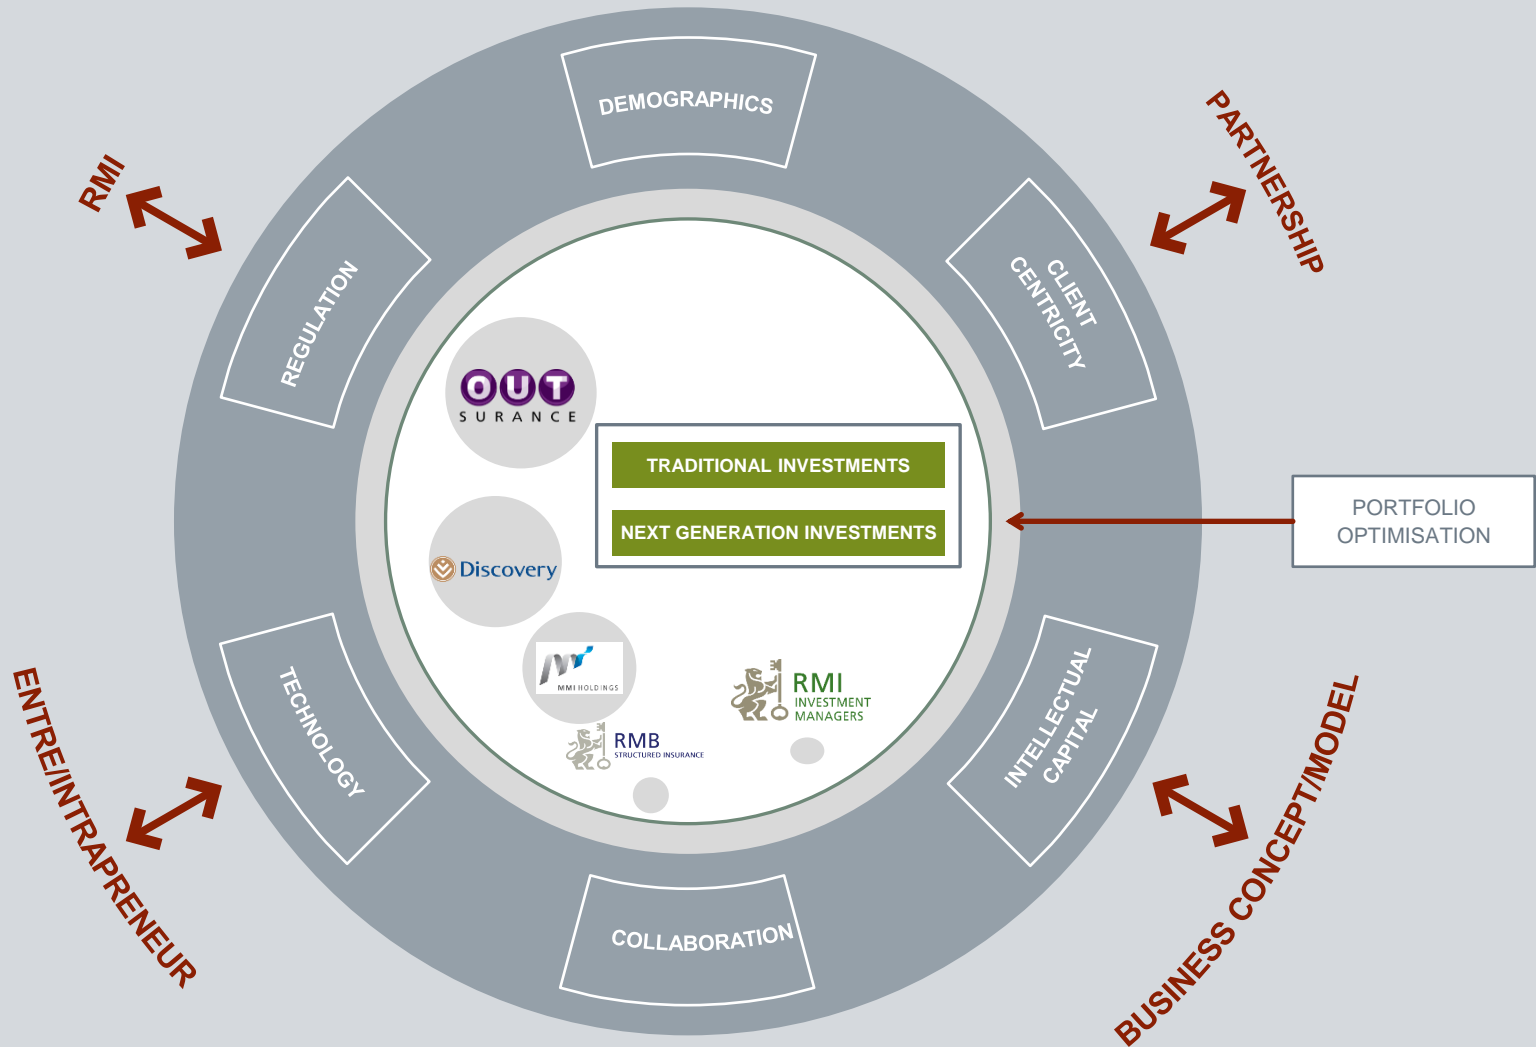 DEMOGRAPHICS
PARTNERSHIP
RMI
CLIENT
CENTRICITY
REGULATION
OUT
SURANCE
TRADITIONAL INVESTMENTS
NEXT GENERATION INVESTMENTS
PORTFOLIO
OPTIMISATION
Discovery
MMI HOLDINGS
RMI
INVESTMENT
MANAGERS
RMB
STRUCTURED INSURANCE
TECHNOLOGY
INTELLECTUAL
CAPITAL
ENTRE/INTRAPRENEUR
BUSINESS CONCEPT/MODEL
COLLABORATION